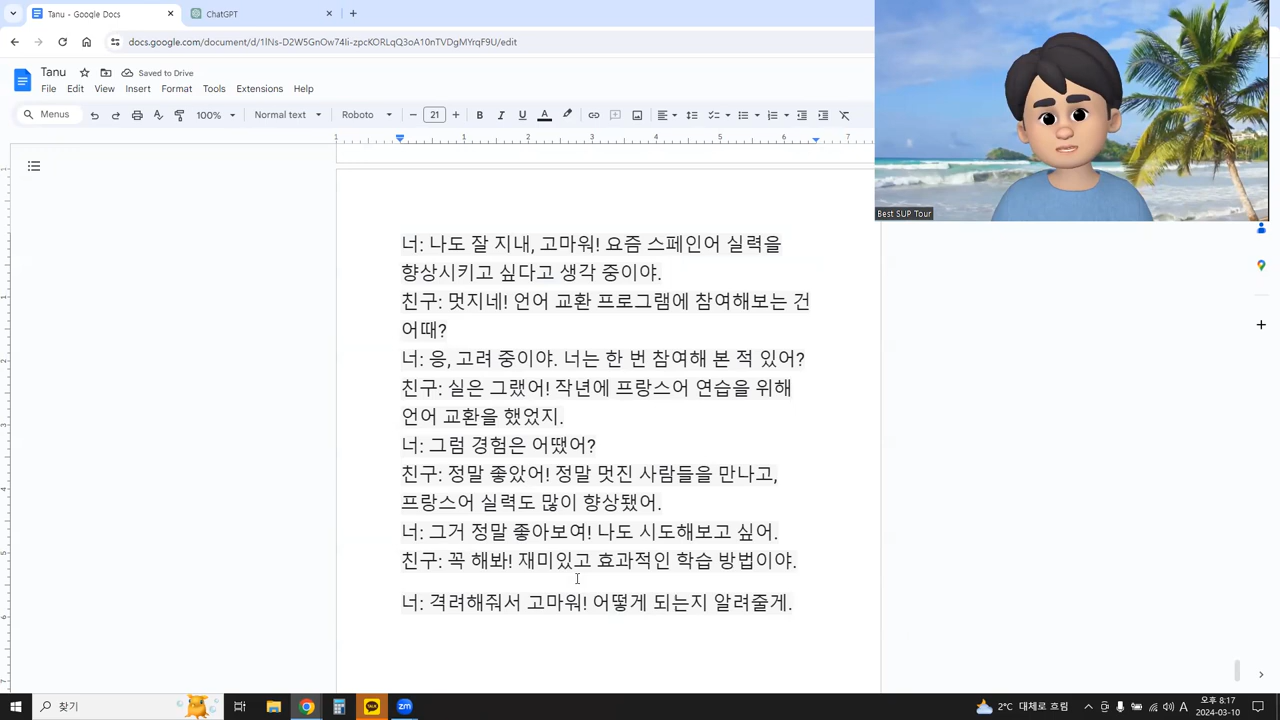 Tanu - Google Docs
ChatGPT
docs.google.com/document/d/1lNs-D2W5GnOw74Ii-zpcKORLqQ3oA10nTVDgMYrqF9U/edit
Tanu
Saved to Drive
File Edit View Insert Format Tools Extensions Help
Menus 100% Normal text Roboto 21
1 1 2 3 4 5 6 7
너: 나도 잘 지내, 고마워! 요즘 스페인어 실력을
향상시키고 싶다고 생각 중이야.
친구: 멋지네! 언어 교환 프로그램에 참여해보는 건
어때?
너: 응, 고려 중이야. 너는 한 번 참여해 본 적 있어?
친구: 실은 그랬어! 작년에 프랑스어 연습을 위해
언어 교환을 했었지.
너: 그럼 경험은 어땠어?
친구: 정말 좋았어! 정말 멋진 사람들을 만나고,
프랑스어 실력도 많이 향상됐어.
너: 그거 정말 좋아보여! 나도 시도해보고 싶어.
친구: 꼭 해봐! 재미있고 효과적인 학습 방법이야.
너: 격려해줘서 고마워! 어떻게 되는지 알려줄게.
Best SUP Tour
찾기
2°C 대체로 흐림
A
오후 8:17
2024-03-10